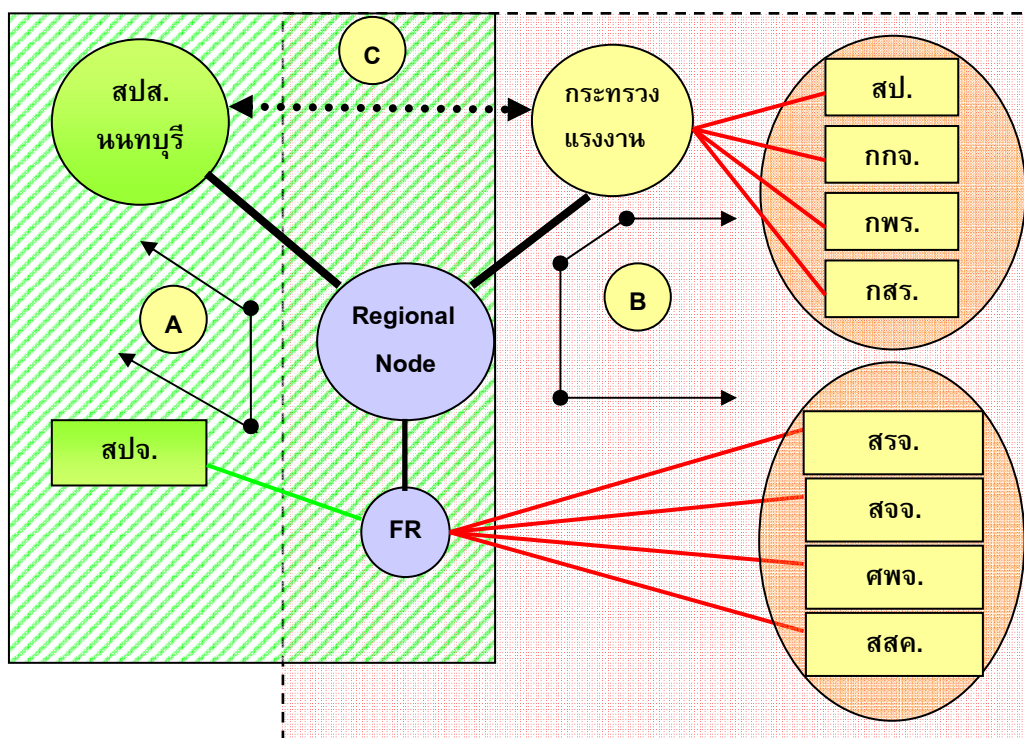 C
สปส.
นนทบุรี
กระทรวง
แรงงาน
สป.
กกจ.
กพร.
กสร.
A
B
Regional
Node
สปจ.
FR
สรจ.
สจจ.
ศพจ.
สสค.